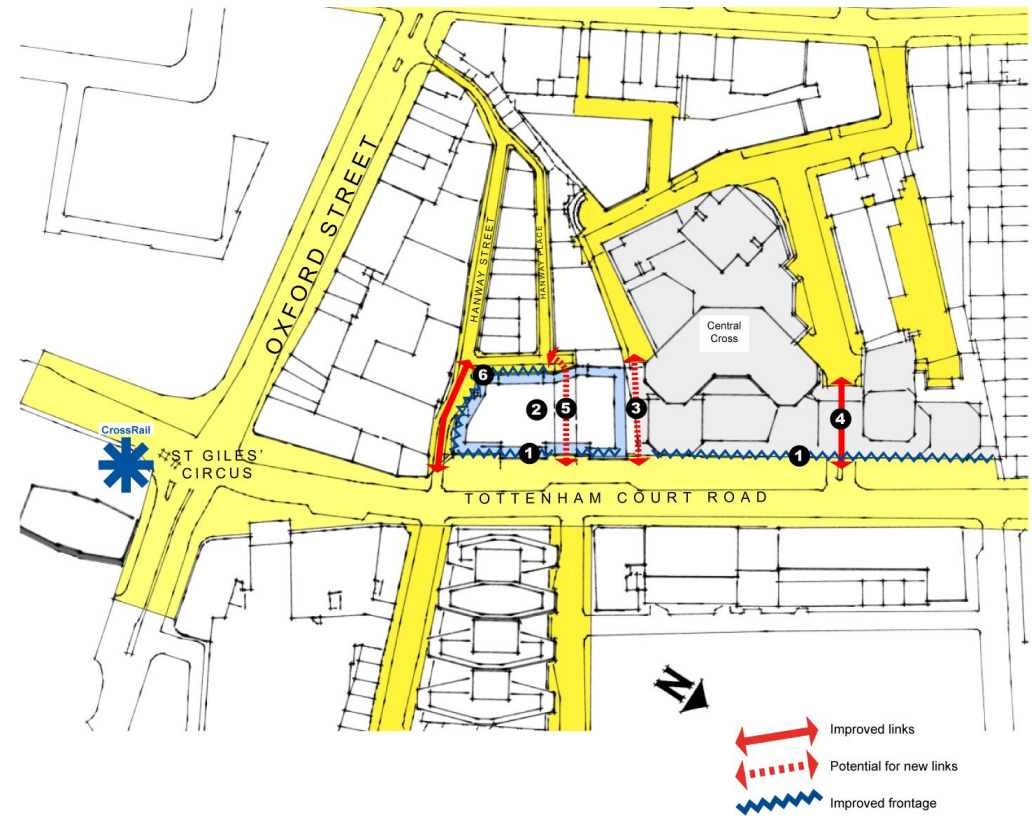 OXFORD STREET
HANWAY STREET
HANWAY PLACE
Central
Cross
6
2
5
3
4
1
1
CrossRail
ST GILES'
CIRCUS
TOTTENHAM COURT ROAD
N
Improved links
Potential for new links
Improved frontage